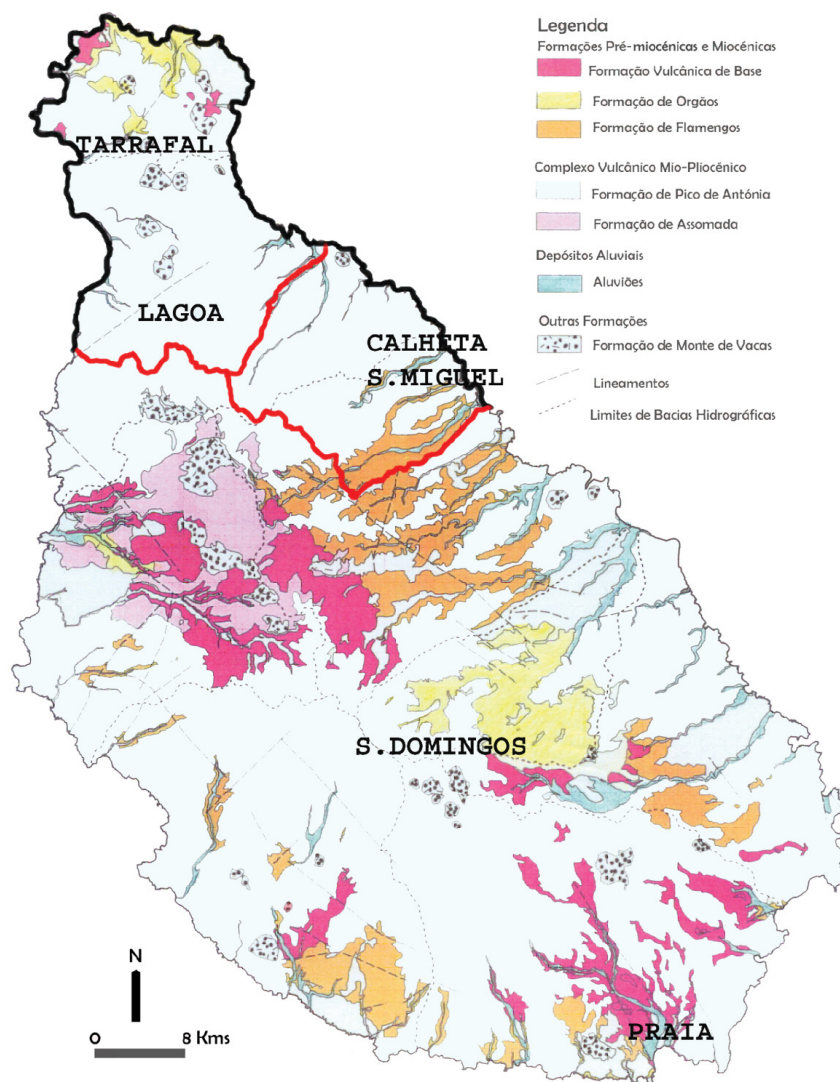 Legenda
Formações Pré-miocénicas e Miocénicas
Formação Vulcânica de Base
Formação de Orgãos
Formação de Flamengos
Complexo Vulcânico Mio-Pliocénico
Formação de Pico de Antónia
Formação de Assomada
Depósitos Aluviais
Aluviões
Outras Formações
Formação de Monte de Vacas
Lineamentos
Limites de Bacias Hidrográficas
TARRAFAL
LAGOA
CALHETA
S.MIGUEL
S.DOMINGOS
PRAIA
N
0 8 Kms